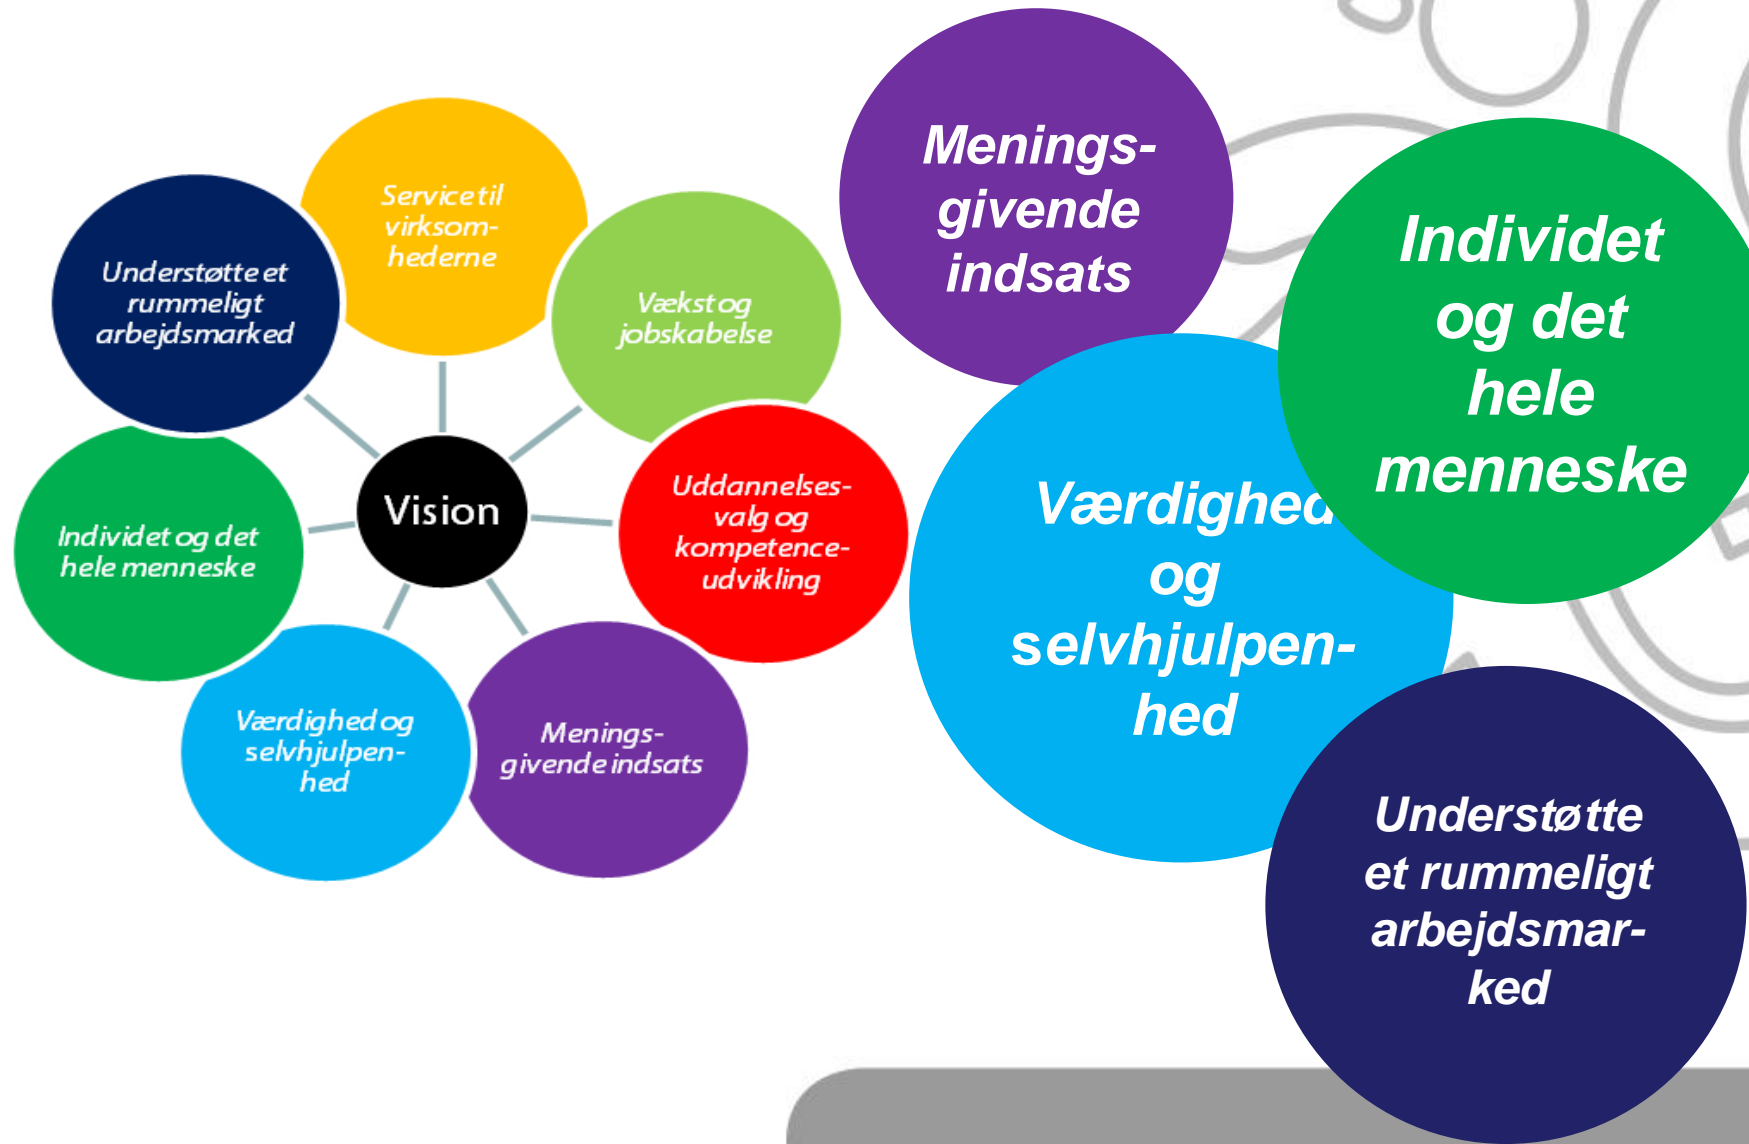 Service til
virksom-
hederne
Understøtte et
rummeligt
arbejdsmarked
Vækst og
jobskabelse
Vision
Uddannelses-
valg og
kompetence-
udvikling
Individet og det
hele menneske
Værdighed og
selvhjulpen-
hed
Menings-
givende indsats
Menings-
givende
indsats
Individet
og det
hele
menneske
Værdighed
og
selvhjulpen-
hed
Understøtte
et rummeligt
arbejdsmar-
ked